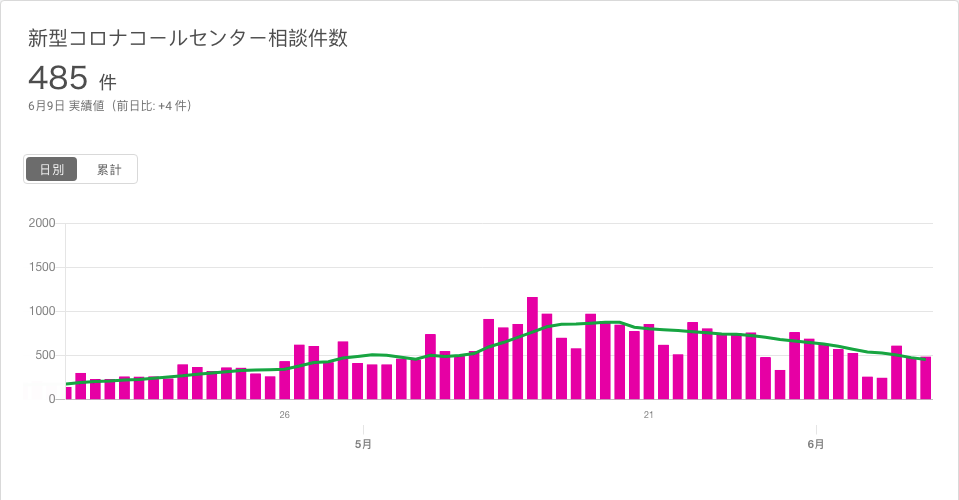 新型コロナコールセンター相談件数
485 件
6月9日 実績値（前日比: +4 件）
日別 累計
2000
1500
1000
500
0
26 21
5月 6月